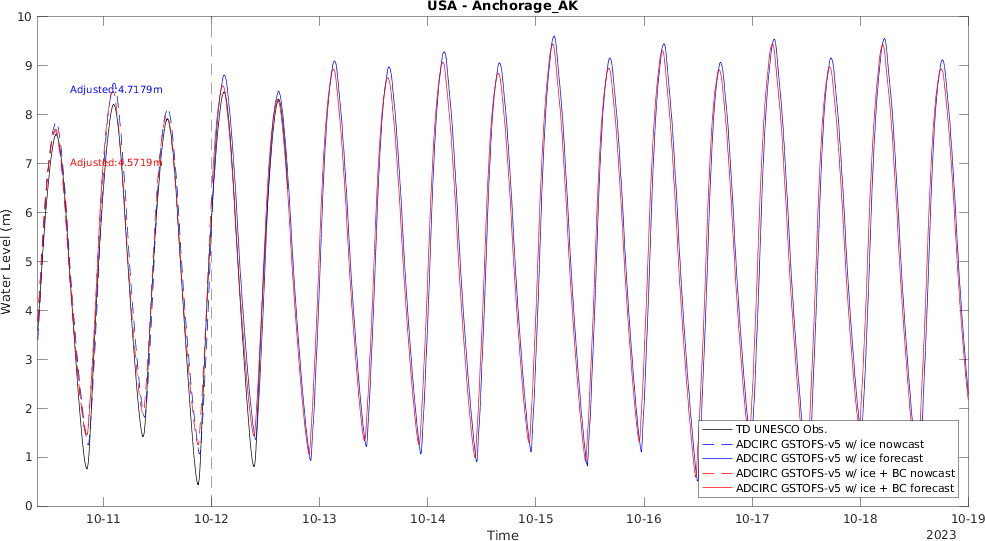 USA - Anchorage_AK
10
9
8
7
6
5
4
3
2
1
0
Water Level (m)
Adjusted:4.7179m
Adjusted:4.5719m
TD UNESCO Obs.
ADCIRC GSTOFS-v5 w/ ice nowcast
ADCIRC GSTOFS-v5 w/ ice forecast
ADCIRC GSTOFS-v5 w/ ice + BC nowcast
ADCIRC GSTOFS-v5 w/ ice + BC forecast
10-11 10-12 10-13 10-14 10-15 10-16 10-17 10-18 10-19
Time
2023